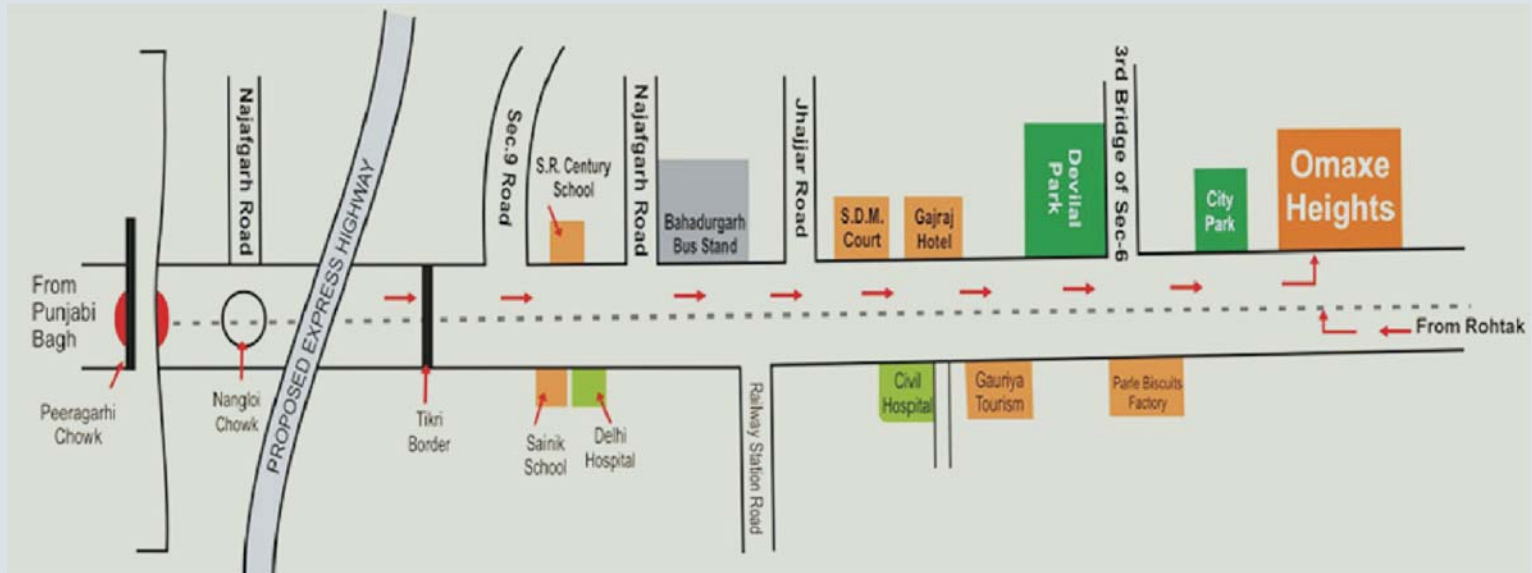 From
Punjabi
Bagh
Peeragarhi
Chowk
Najafgarh Road
Nangloi
Chowk
PROPOSED EXPRESS HIGHWAY
Tikri
Border
Sec.9 Road
S.R. Century
School
Sainik
School
Delhi
Hospital
Najafgarh Road
Bahadurgarh
Bus Stand
Railway Station Road
Jhajjar Road
S.D.M.
Court
Gajraj
Hotel
Civil
Hospital
Gauriya
Tourism
Devilal
Park
3rd Bridge of Sec-6
Parle Biscuits
Factory
City
Park
Omaxe
Heights
From Rohtak